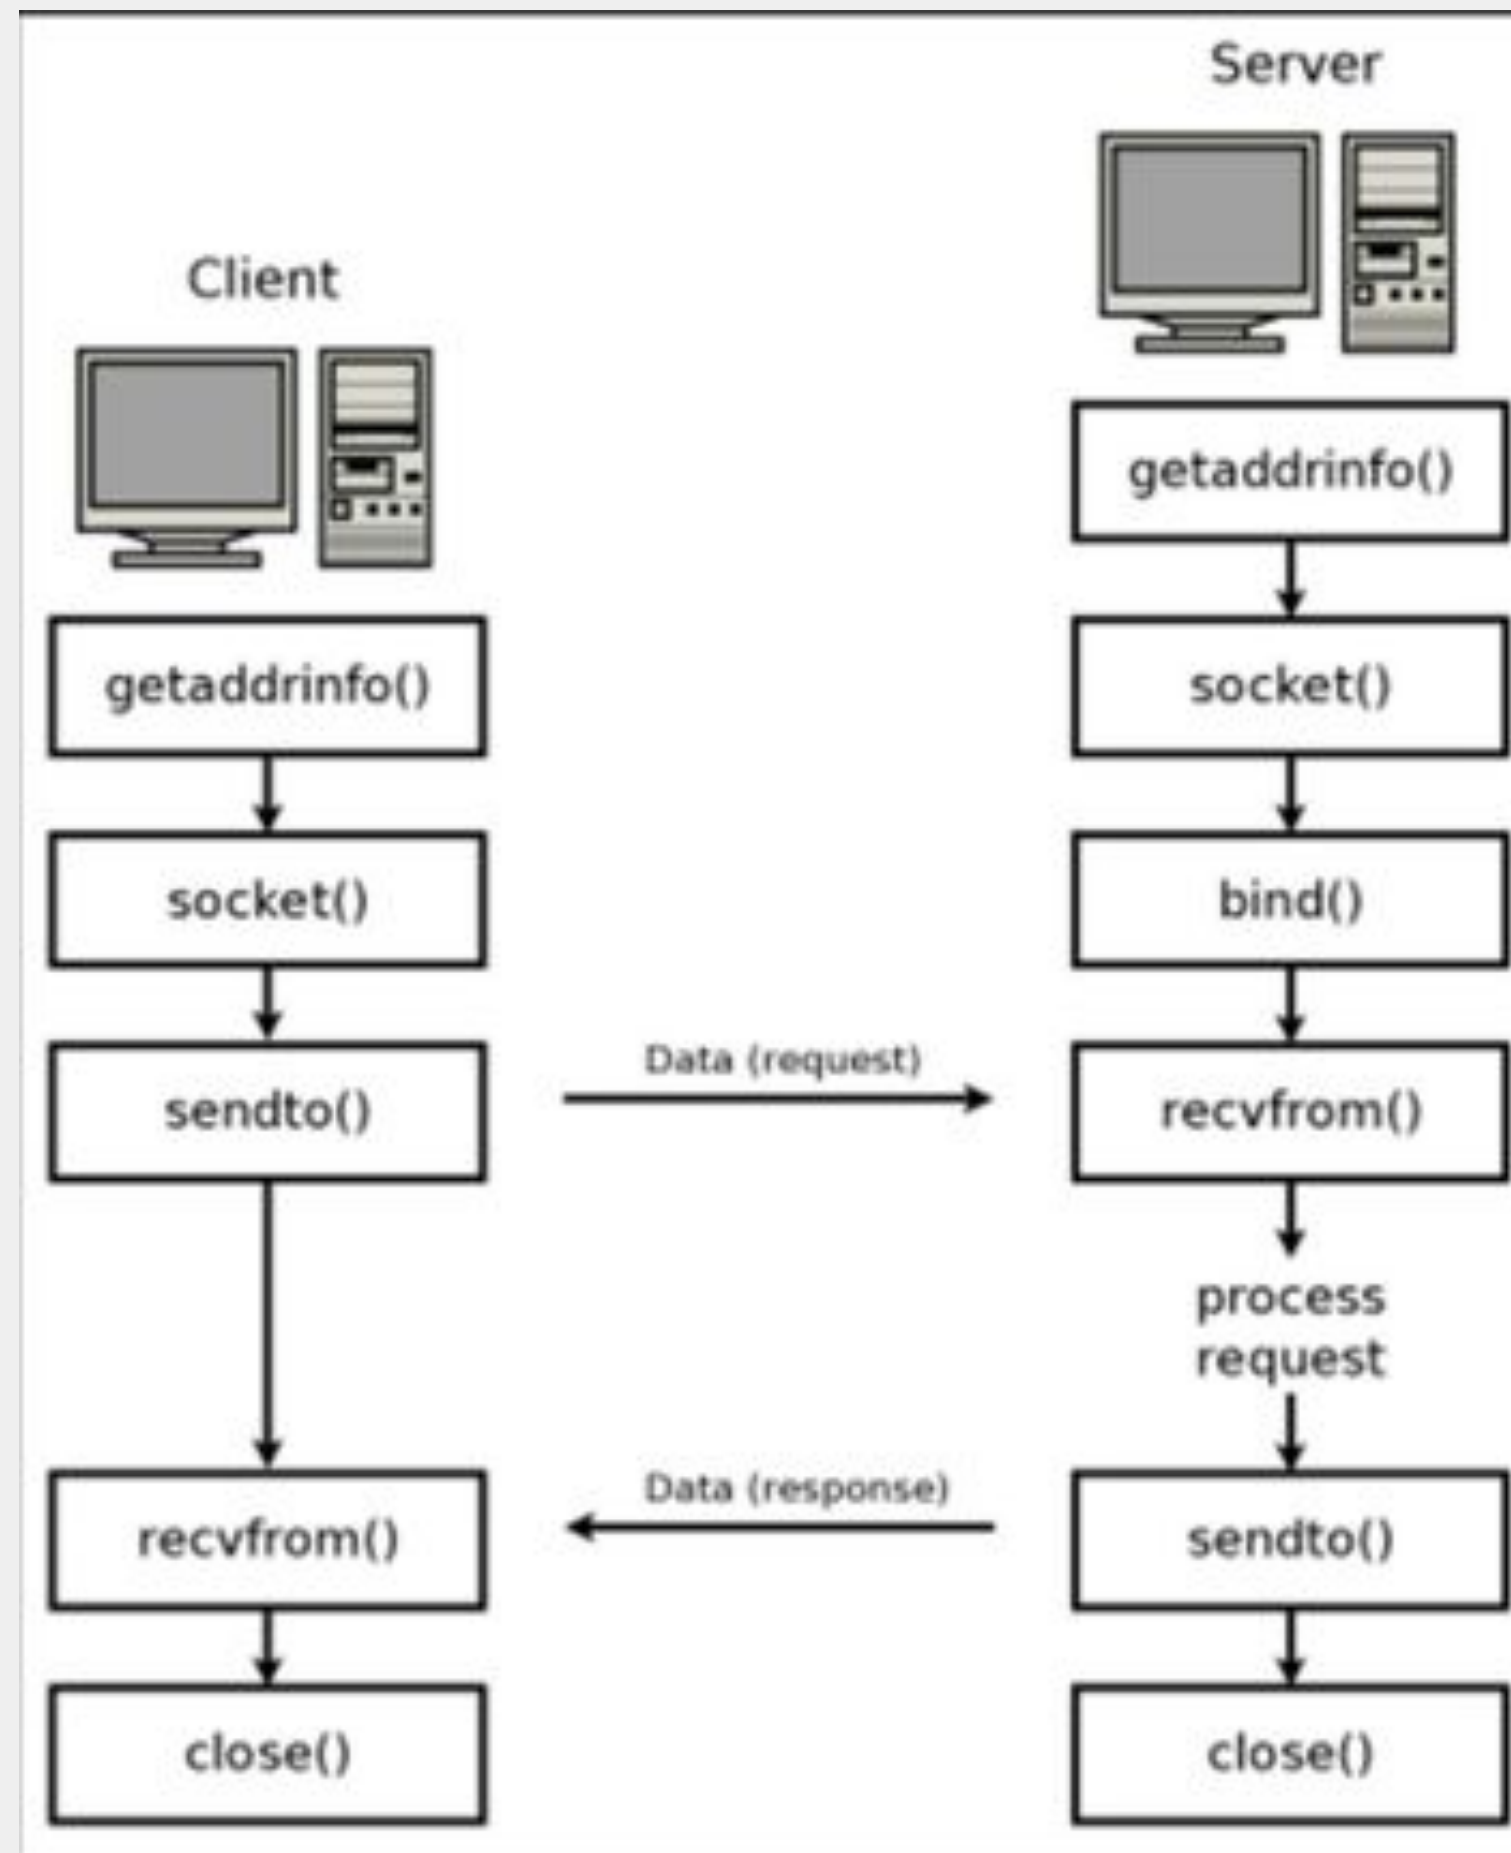 Server
Client
getaddrinfo()
getaddrinfo()
socket()
socket()
bind()
sendto()
Data (request)
recvfrom()
process
request
recvfrom()
Data (response)
sendto()
close()
close()